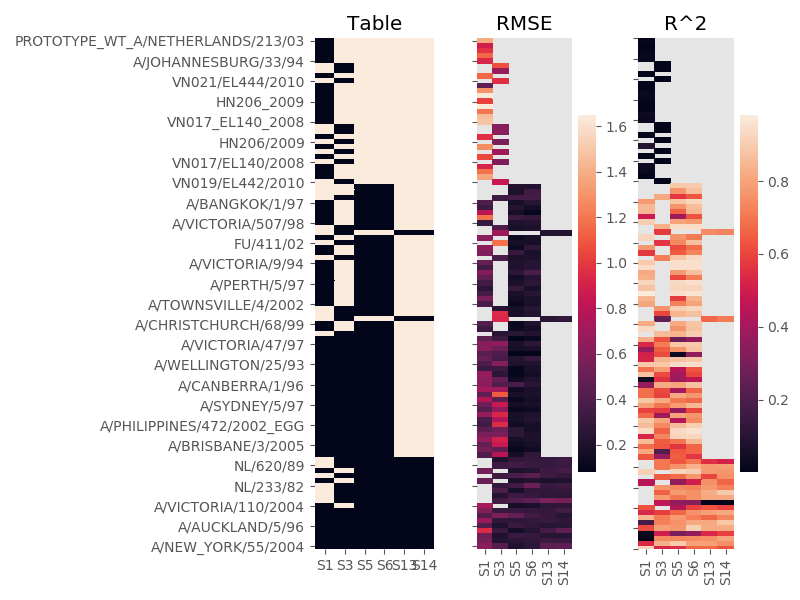 Table
RMSE
R^2
PROTOTYPE_WT_A/NETHERLANDS/213/03
A/JOHANNESBURG/33/94
VN021/EL444/2010
HN206_2009
VN017_EL140_2008
HN206/2009
VN017/EL140/2008
VN019/EL442/2010
A/BANGKOK/1/97
A/VICTORIA/507/98
FU/411/02
A/VICTORIA/9/94
A/PERTH/5/97
A/TOWNSVILLE/4/2002
A/CHRISTCHURCH/68/99
A/VICTORIA/47/97
A/WELLINGTON/25/93
A/CANBERRA/1/96
A/SYDNEY/5/97
A/PHILIPPINES/472/2002_EGG
A/BRISBANE/3/2005
NL/620/89
NL/233/82
A/VICTORIA/110/2004
A/AUCKLAND/5/96
A/NEW_YORK/55/2004
S1 S3 S5 S6 S13 S14
S1 S3 S5 S6 S13 S14
1.6
1.4
1.2
1.0
0.8
0.6
0.4
0.2
S1 S3 S5 S6 S13 S14
0.8
0.6
0.4
0.2